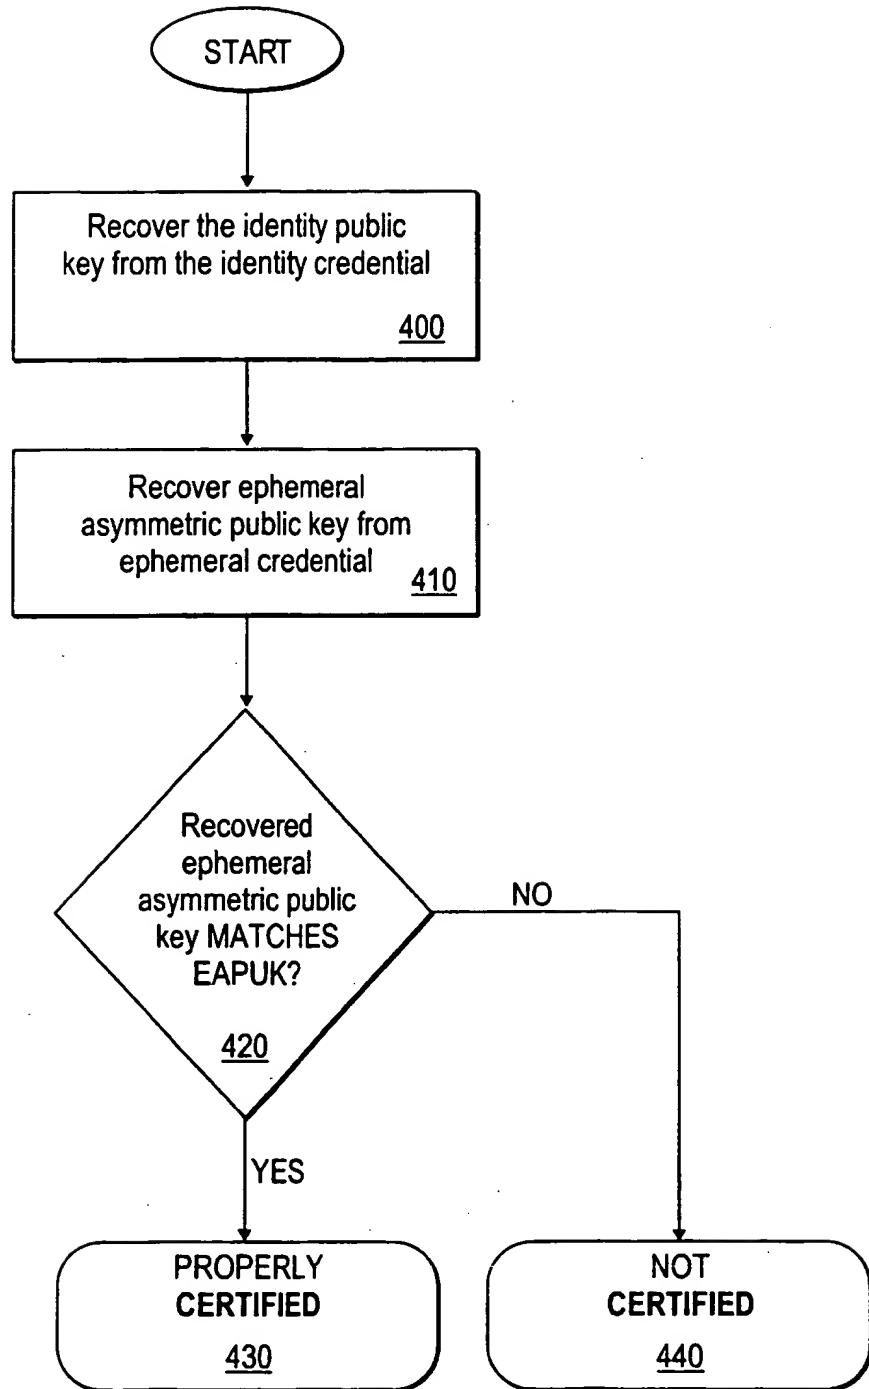 START
Recover the identity public
key from the identity credential
400
Recover ephemeral
asymmetric public key from
ephemeral credential
410
Recovered
ephemeral
asymmetric public
key MATCHES
EAPUK?
420
NO
YES
PROPERLY
CERTIFIED
430
NOT
CERTIFIED
440